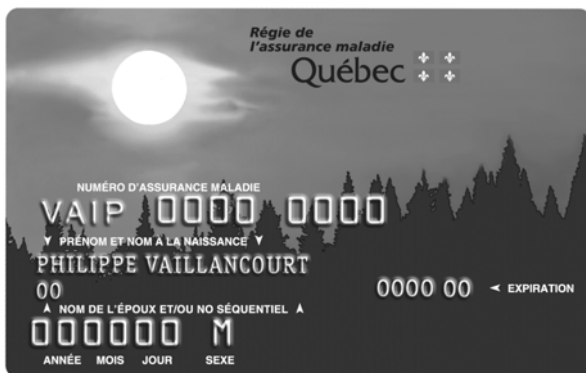 Régie de
l'assurance maladie
Québec
NUMÉRO D'ASSURANCE MALADIE
VAIP 0000 0000
PRÉNOM ET NOM À LA NAISSANCE
PHILIPPE VAILLANCOURT
00
0000 00 EXPIRATION
NOM DE L'ÉPOUX ET/OU NO SÉQUENTIEL
000000 M
ANNÉE MOIS JOUR SEXE